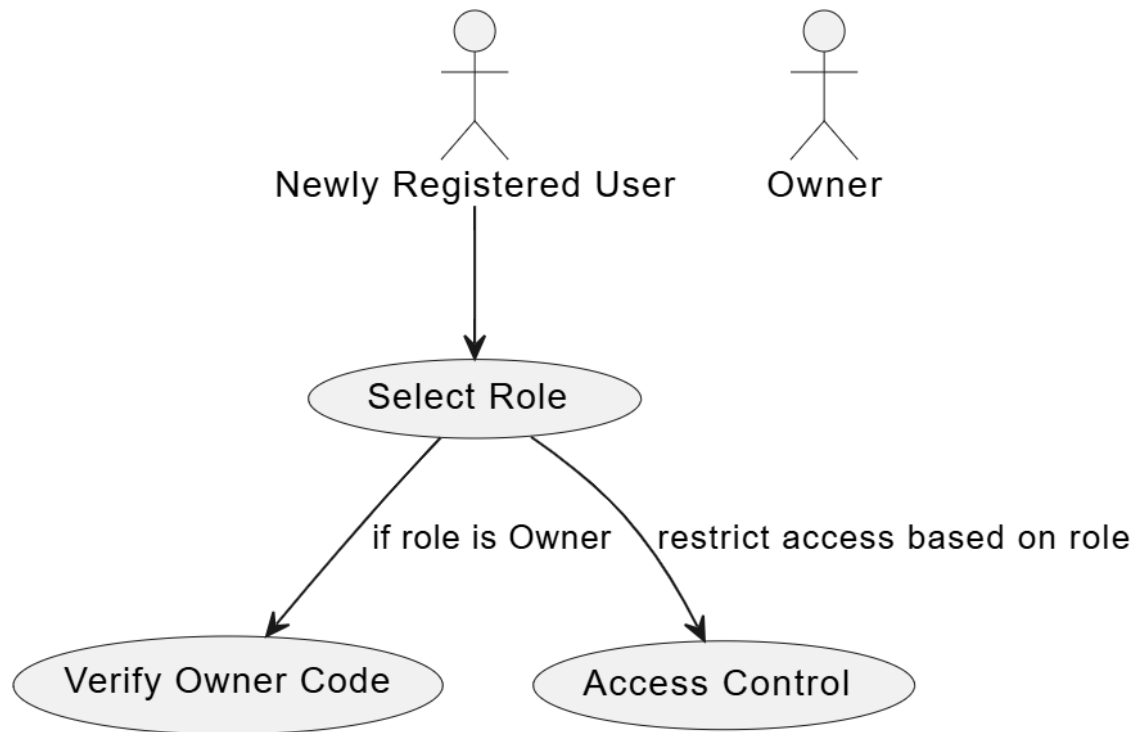 Newly Registered User
Owner
Select Role
if role is Owner
restrict access based on role
Verify Owner Code
Access Control